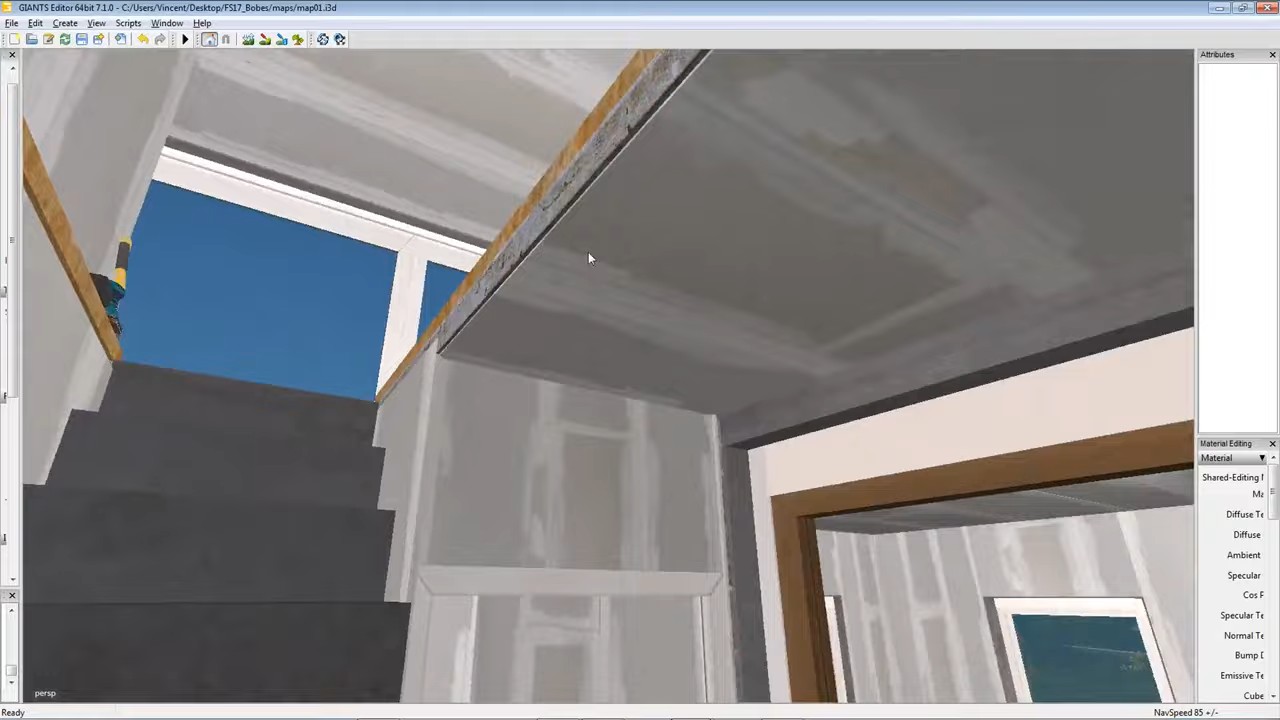 GIANTS Editor 64bit 7.1.0 - C:/Users/Vincent/Desktop/FS17_Bobes/maps/map01.i3d
File Edit Create View Scripts Window Help
Attributes
Material Editing
Material
Shared-Editing
Ma
Diffuse Te
Diffuse
Ambient
Specular
Cos P
Specular Te
Normal Te
Bump D
Emissive Te
Cube
persp
Ready
NavSpeed 85 +/-